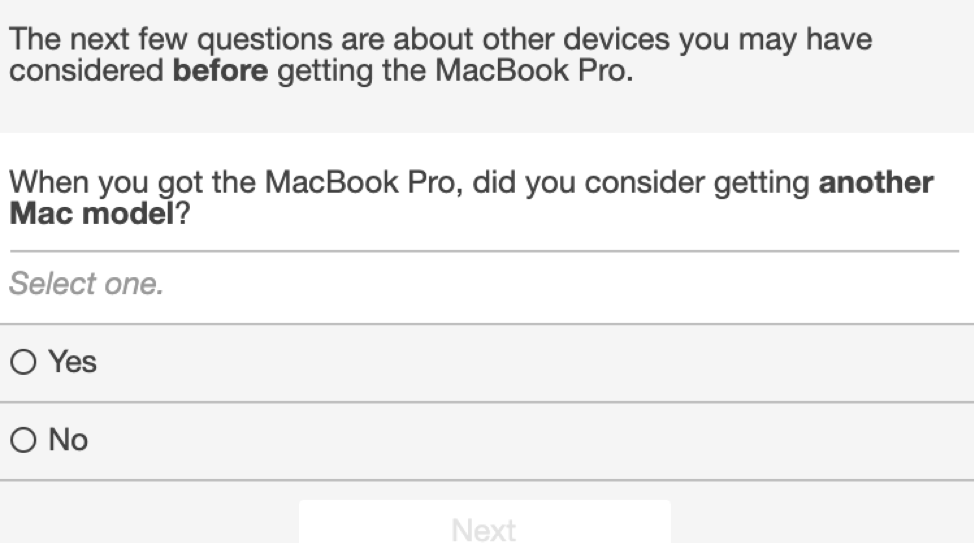 The next few questions are about other devices you may have
considered before getting the MacBook Pro.
When you got the MacBook Pro, did you consider getting another
Mac model?
Select one.
Yes
No
Next